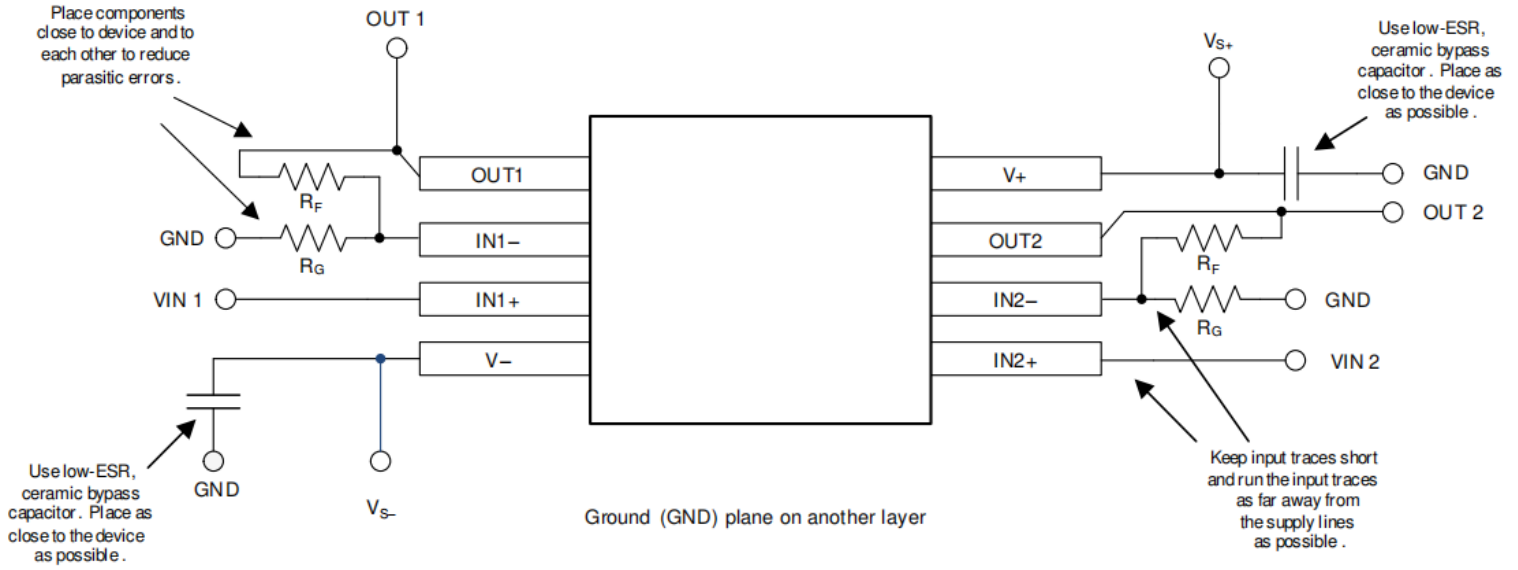 Place components
close to device and to
each other to reduce
parasitic errors .
OUT 1
VS+
Use low-ESR,
ceramic bypass
capacitor . Place as
close to the device
as possible .
OUT1
V+
GND
RF
OUT 2
GND
IN1−
OUT2
RG
RF
VIN 1
IN1+
IN2−
GND
RG
V−
IN2+
VIN 2
Use low-ESR,
ceramic bypass
capacitor . Place as
close to the device
as possible .
GND
VS−
Ground (GND) plane on another layer
Keep input traces short
and run the input traces
as far away from
the supply lines
as possible .